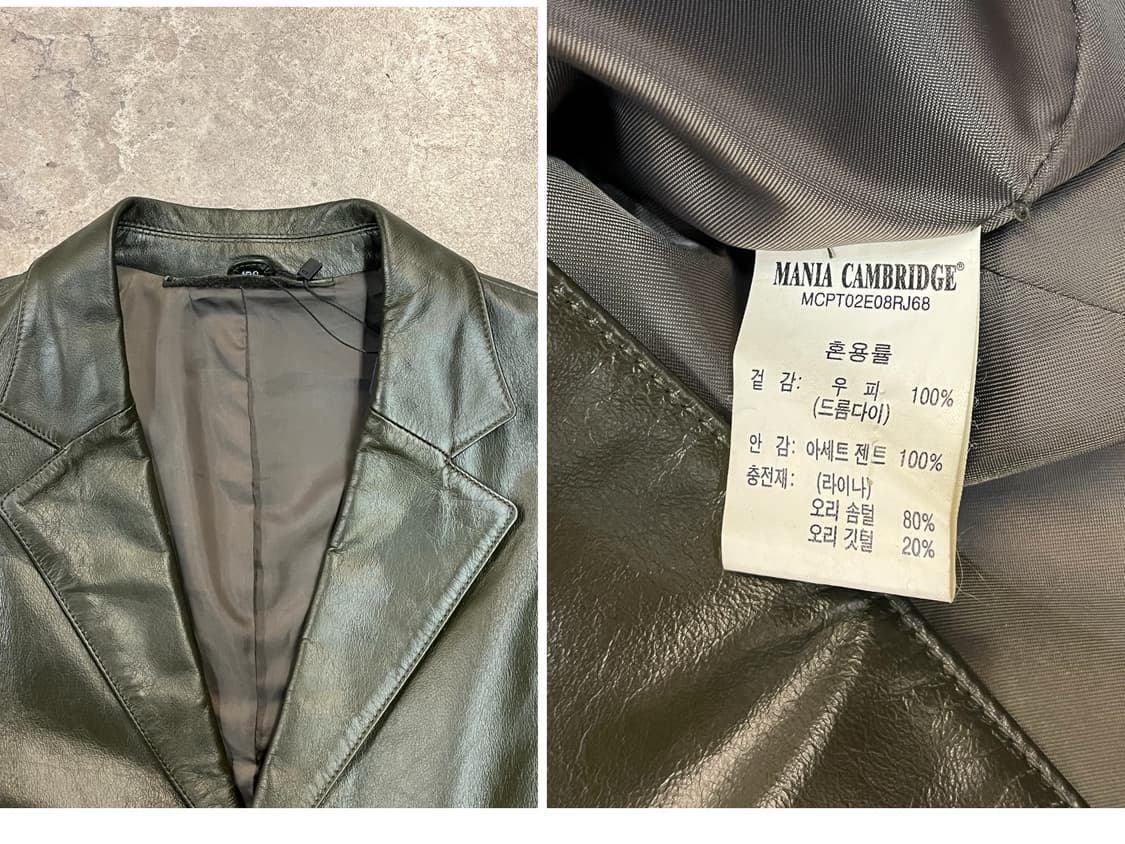 MANIA CAMBRIDGE®
MCPT02E08RJ68
혼용률
겉 감: 우 피 100%
(드름다이)
안 감: 아세트 젠트 100%
충전재: (라이나)
오리 솜털 80%
오리 깃털 20%